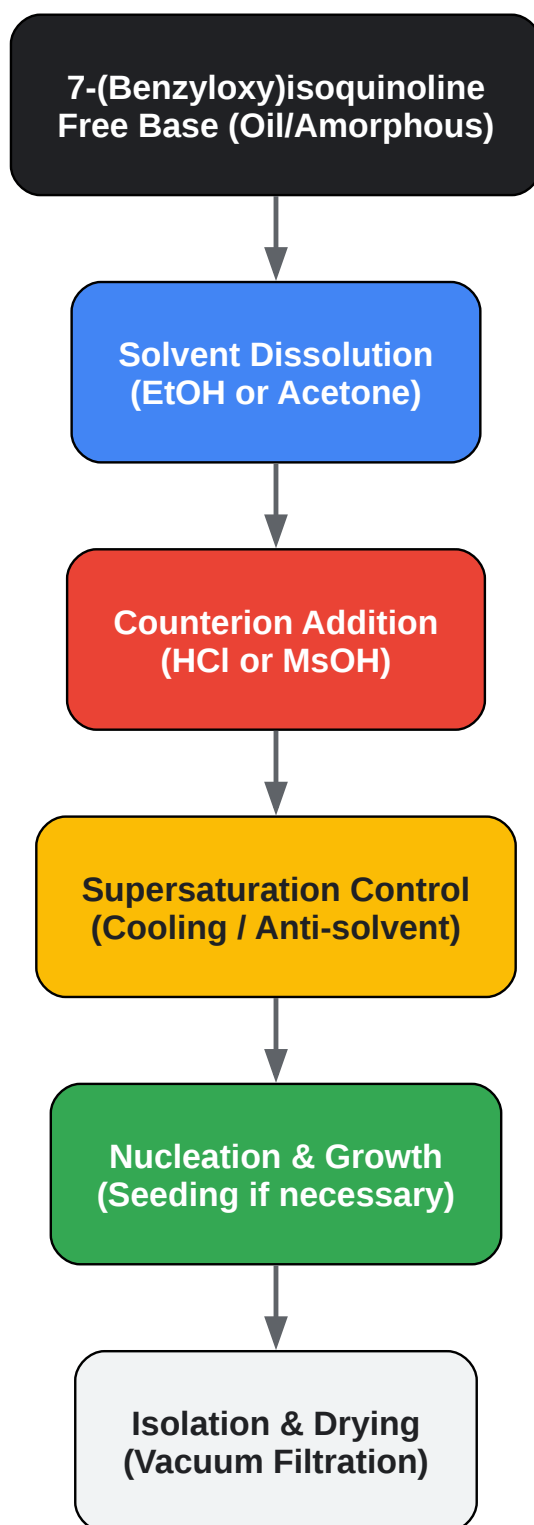 7-(Benzyloxy)isoquinoline
Free Base (Oil/Amorphous)
Solvent Dissolution
(EtOH or Acetone)
Counterion Addition
(HCl or MsOH)
Supersaturation Control
(Cooling / Anti-solvent)
Nucleation & Growth
(Seeding if necessary)
Isolation & Drying
(Vacuum Filtration)